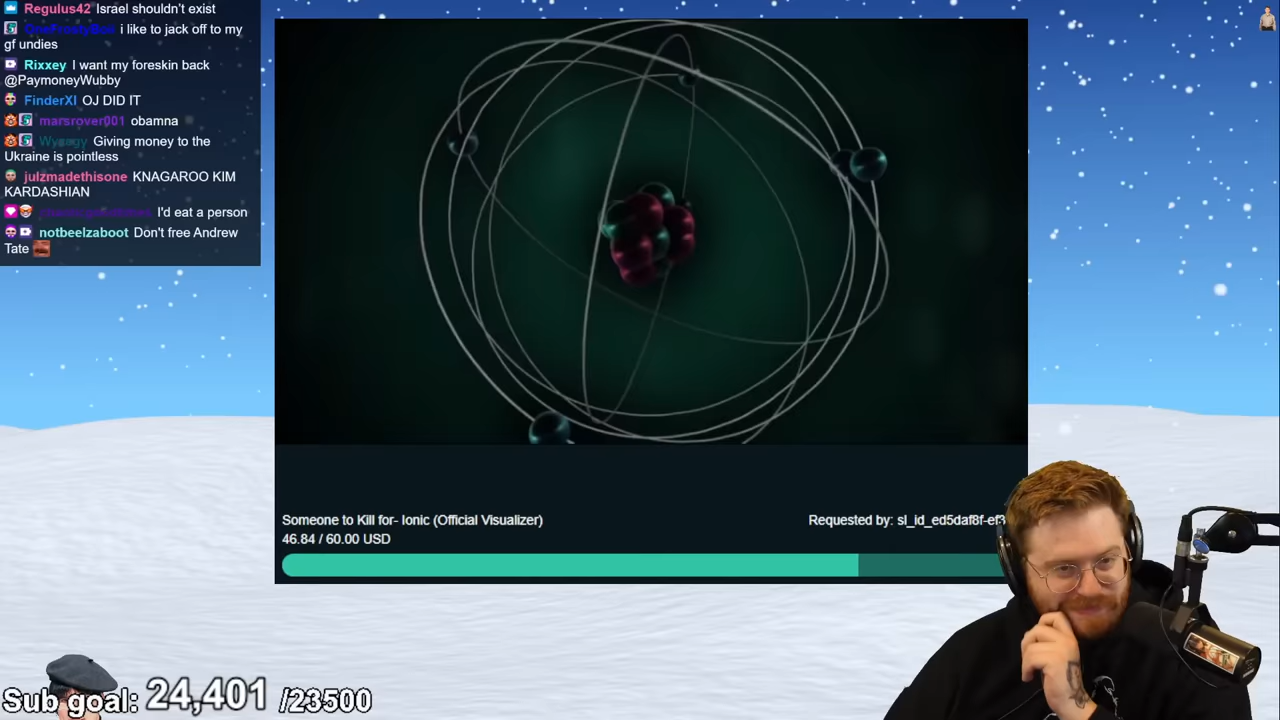 Regulus42 Israel shouldn't exist
i like to jack off to my
gf undies
Rixxey I want my foreskin back
@PaymoneyWubby
FinderXI OJ DID IT
marsrover001 obamna
Giving money to the
Ukraine is pointless
julzmadethisone KNAGAROO KIM
KARDASHIAN
I'd eat a person
notbeelzaboot Don't free Andrew
Tate
Someone to Kill for- Ionic (Official Visualizer)
Requested by: sl_id_ed5daf8f-ef3
46.84 / 60.00 USD
Sub goal: 24,401 /23500